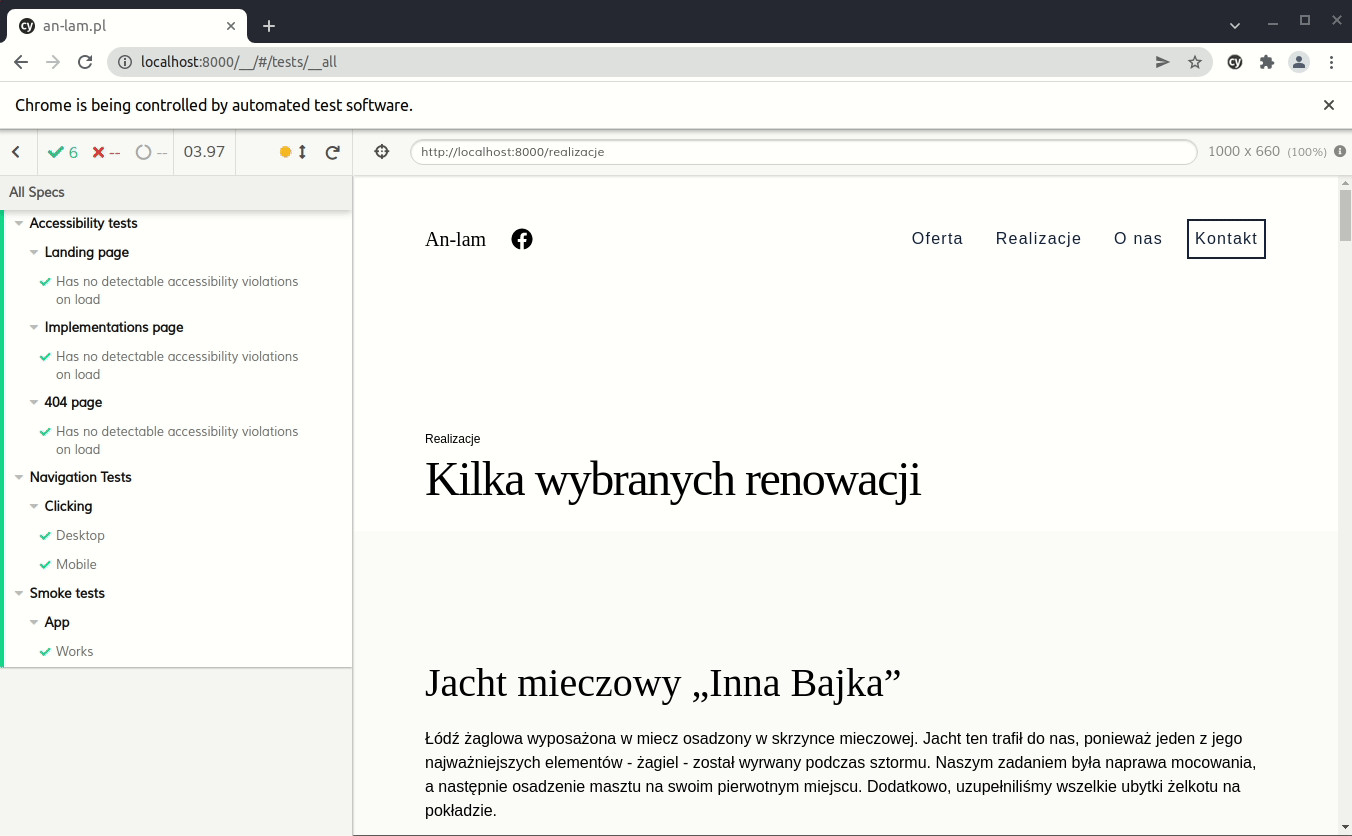 cy an-lam.pl
localhost:8000/__/#/tests/__all
cy
Chrome is being controlled by automated test software.
6 -- -- 03.97
http://localhost:8000/realizacje
1000 x 660 (100%)
All Specs
Accessibility tests
Landing page
Has no detectable accessibility violations
on load
Implementations page
Has no detectable accessibility violations
on load
404 page
Has no detectable accessibility violations
on load
Navigation Tests
Clicking
Desktop
Mobile
Smoke tests
App
Works
An-lam
Oferta Realizacje O nas Kontakt
Realizacje
Kilka wybranych renowacji
Jacht mieczowy „Inna Bajka”
Łódź żaglowa wyposażona w miecz osadzony w skrzynce mieczowej. Jacht ten trafił do nas, ponieważ jeden z jego
najważniejszych elementów - żagiel - został wyrwany podczas sztormu. Naszym zadaniem była naprawa mocowania,
a następnie osadzenie masztu na swoim pierwotnym miejscu. Dodatkowo, uzupełniliśmy wszelkie ubytki żelkotu na
pokładzie.